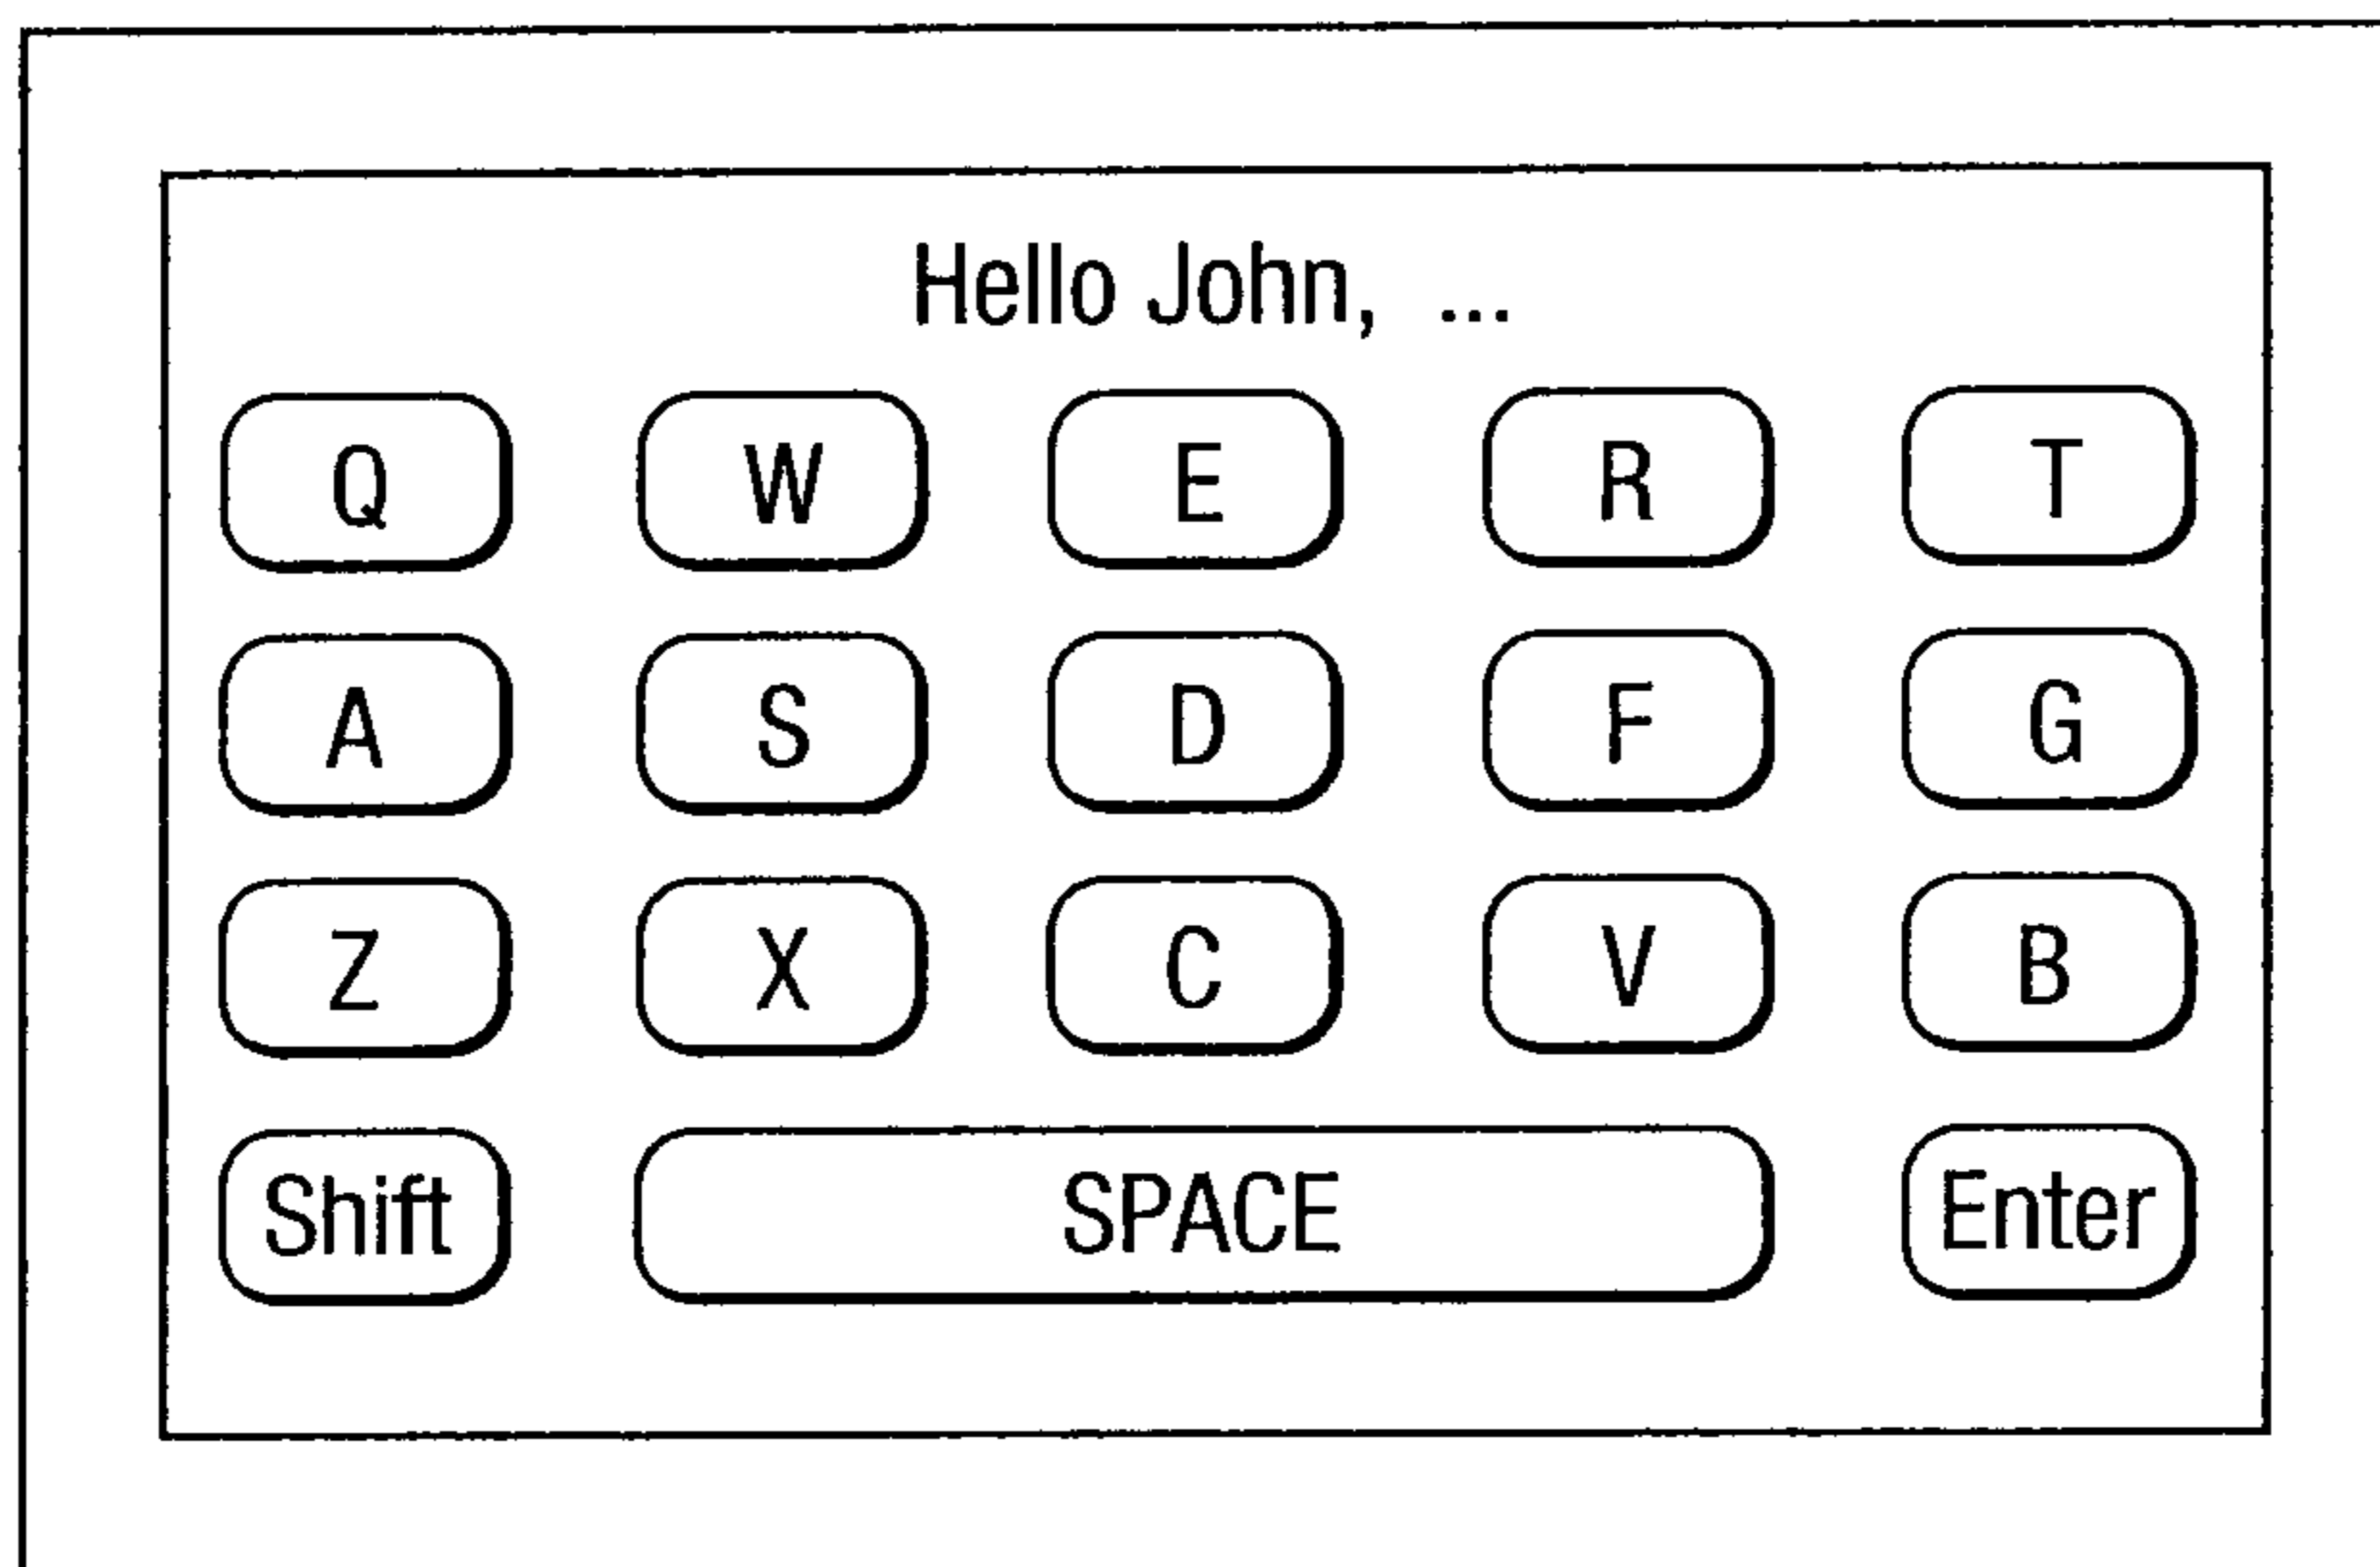 Hello John, ...
Q W E R T
A S D F G
Z X C V B
Shift SPACE Enter